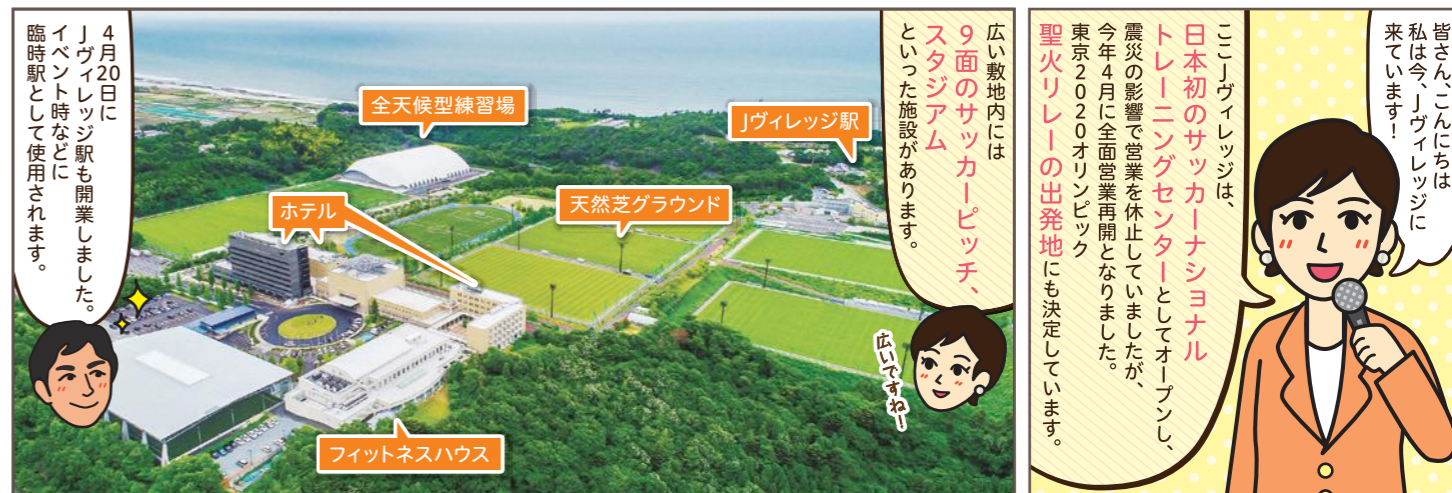 皆さん、こんにちは
私は今、Jヴィレッジに
来ています！
ここJヴィレッジは、
日本初のサッカーナショナル
トレーニングセンターとしてオープンし、
震災の影響で営業を休止していましたが、
今年4月に全面営業再開となりました。
東京2020オリンピック
聖火リレーの出発地にも決定しています。
広い敷地内には
9面のサッカーピッチ、
スタジアム
といった施設があります。
広いですね！
Jヴィレッジ駅
全天候型練習場
天然芝グラウンド
ホテル
フィットネスハウス
4月20日に
Jヴィレッジ駅も開業しました。
イベント時などに
臨時駅として使用されます。